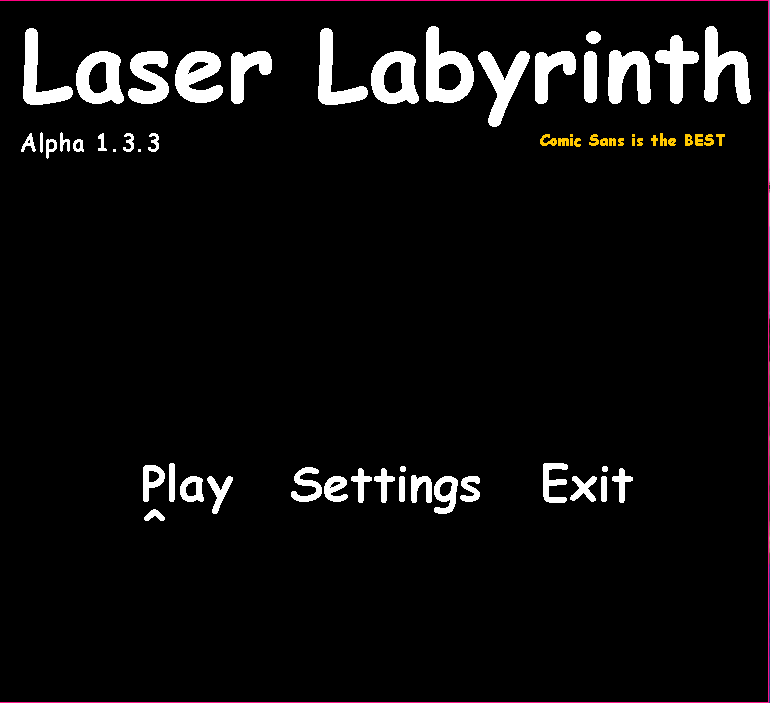 Laser Labyrinth
Alpha 1.3.3
Comic Sans is the BEST
Play Settings Exit
^